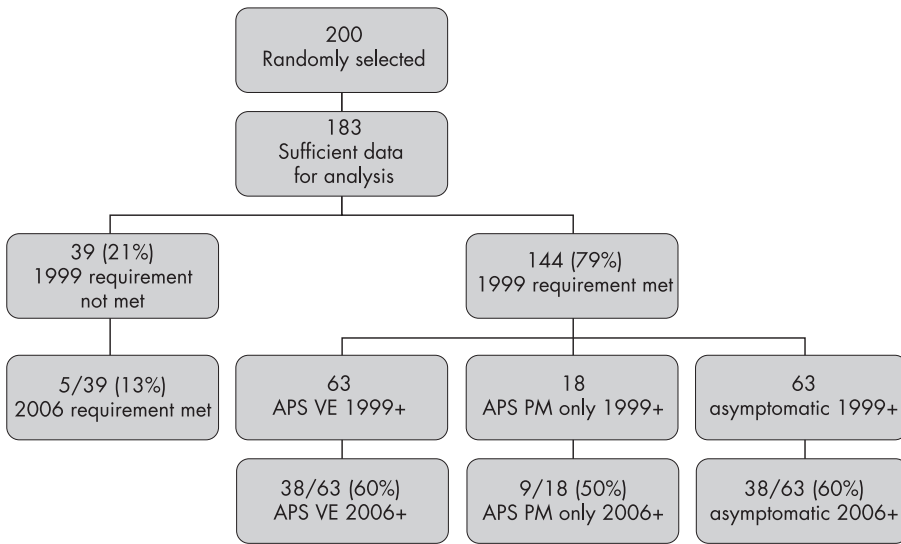 200
Randomly selected
183
Sufficient data
for analysis
39 (21%)
1999 requirement
not met
144 (79%)
1999 requirement met
5/39 (13%)
2006 requirement met
63
APS VE 1999+
18
APS PM only 1999+
63
asymptomatic 1999+
38/63 (60%)
APS VE 2006+
9/18 (50%)
APS PM only 2006+
38/63 (60%)
asymptomatic 2006+